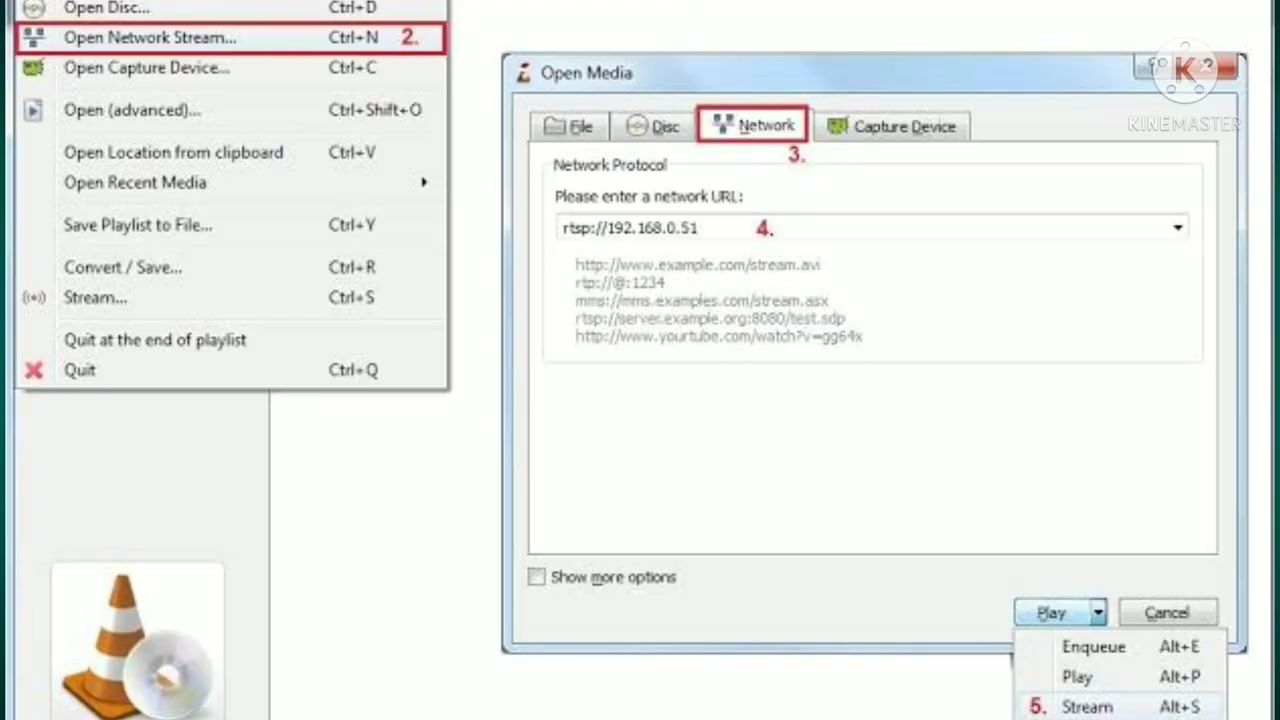 Open Disc... Ctrl+D
Open Network Stream... Ctrl+N 2.
Open Capture Device... Ctrl+C
Open (advanced)... Ctrl+Shift+O
Open Location from clipboard Ctrl+V
Open Recent Media
Save Playlist to File... Ctrl+Y
Convert / Save... Ctrl+R
Stream... Ctrl+S
Quit at the end of playlist
Quit Ctrl+Q
Open Media
K
KINEMASTER
File Disc Network Capture Device
3.
Network Protocol
Please enter a network URL:
rtsp://192.168.0.51 4.
http://www.example.com/stream.avi
rtp://@:1234
mms://mms.examples.com/stream.asx
rtsp://server.example.org:8080/test.sdp
http://www.yourtube.com/watch?v=gg64x
Show more options
Play Cancel
Enqueue Alt+E
Play Alt+P
5. Stream Alt+S